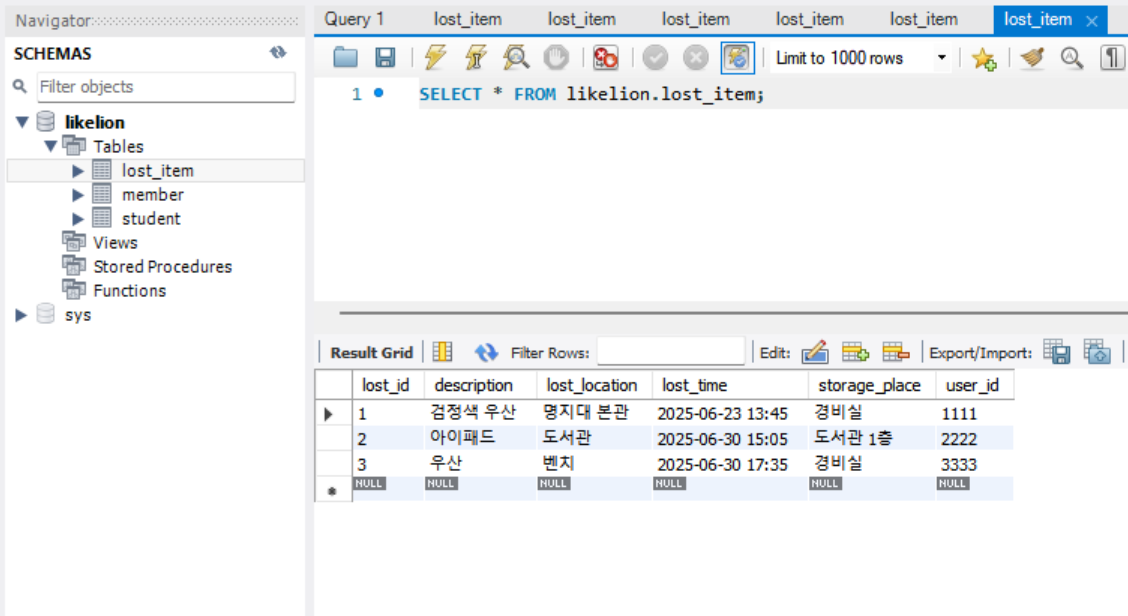 Navigator
SCHEMAS
Filter objects
likelion
Tables
lost_item
member
student
Views
Stored Procedures
Functions
sys
Query 1 lost_item lost_item lost_item lost_item lost_item lost_item
Limit to 1000 rows
1 SELECT * FROM likelion.lost_item;
Result Grid Filter Rows: Edit: Export/Import:
lost_id description lost_location lost_time storage_place user_id
1 검정색 우산 명지대 본관 2025-06-23 13:45 경비실 1111
2 아이패드 도서관 2025-06-30 15:05 도서관 1층 2222
3 우산 벤치 2025-06-30 17:35 경비실 3333
NULL NULL NULL NULL NULL NULL